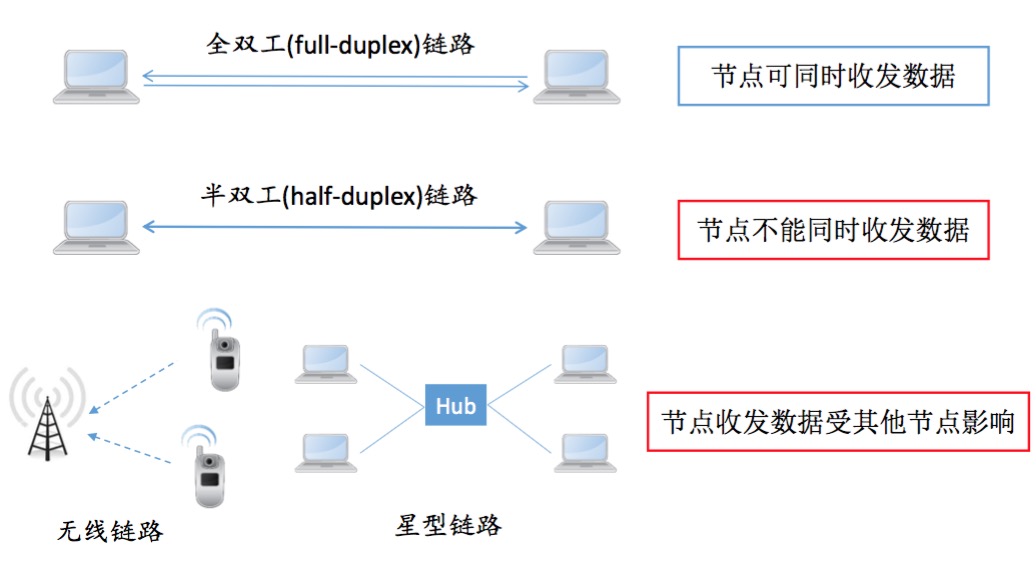 全双工(full-duplex)链路
节点可同时收发数据
半双工(half-duplex)链路
节点不能同时收发数据
Hub
节点收发数据受其他节点影响
无线链路
星型链路